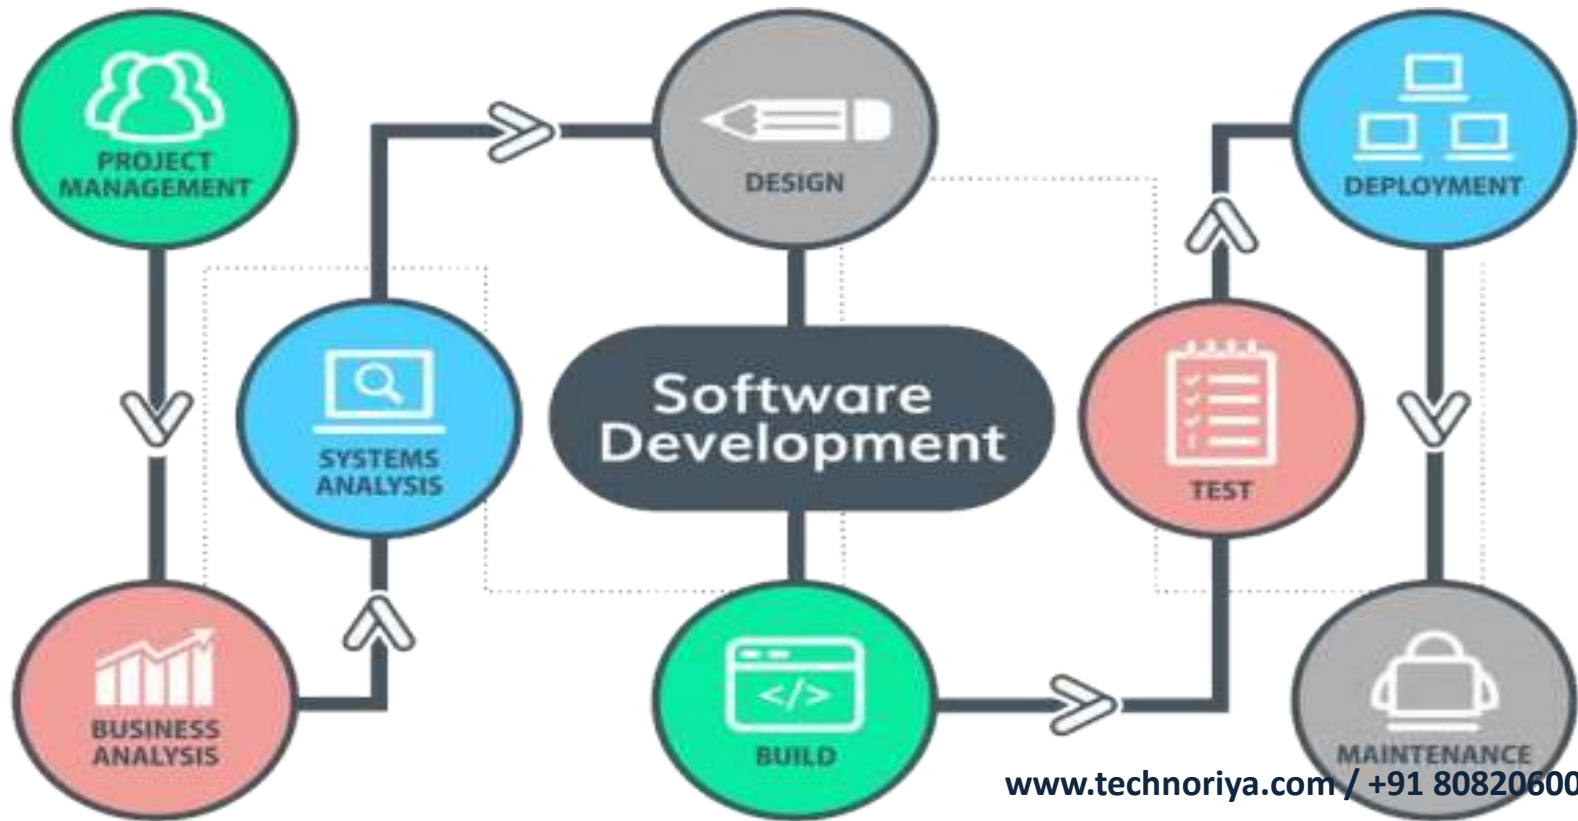 PROJECT
MANAGEMENT
BUSINESS
ANALYSIS
SYSTEMS
ANALYSIS
DESIGN
Software
Development
</>
BUILD
TEST
DEPLOYMENT
MAINTENANCE
www.technoriya.com / +91 80820600